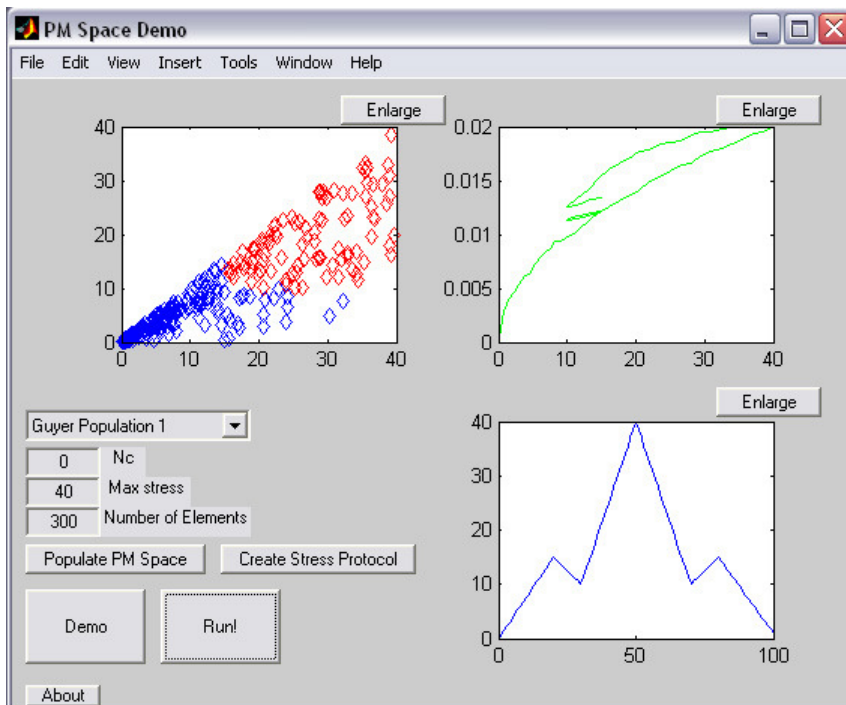 PM Space Demo
File Edit View Insert Tools Window Help
Enlarge
40
30
20
10
0
0 10 20 30 40
Enlarge
0.02
0.015
0.01
0.005
0
0 10 20 30 40
Guyer Population 1
0 Nc
40 Max stress
300 Number of Elements
Populate PM Space
Create Stress Protocol
Demo
Run!
About
Enlarge
40
30
20
10
0
0 50 100